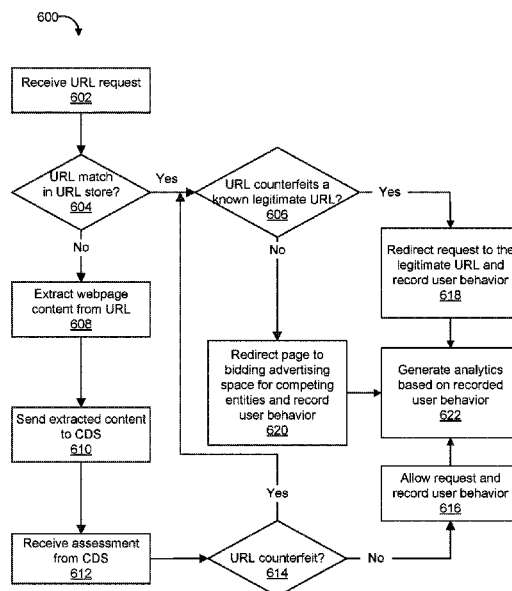 600
Receive URL request
602
URL match
in URL store?
604
Yes
No
URL counterfeits a
known legitimate URL?
606
Yes
No
Redirect request to the
legitimate URL and
record user behavior
618
Extract webpage
content from URL
608
Redirect page to
bidding advertising
space for competing
entities and record
user behavior
620
Generate analytics
based on recorded
user behavior
622
Send extracted content
to CDS
610
Allow request and
record user behavior
616
Yes
Receive assessment
from CDS
612
URL counterfeit?
614
No